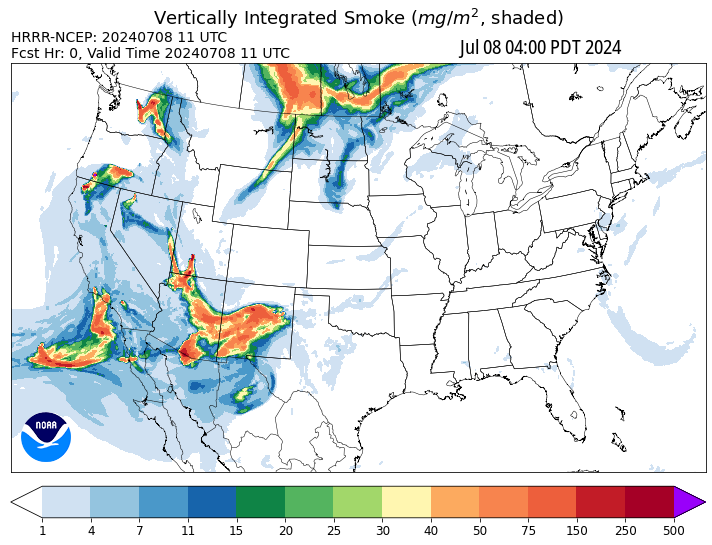 Vertically Integrated Smoke (mg/m², shaded)
HRRR-NCEP: 20240708 11 UTC
Fcst Hr: 0, Valid Time 20240708 11 UTC
Jul 08 04:00 PDT 2024
NOAA
1 4 7 11 15 20 25 30 40 50 75 150 250 500